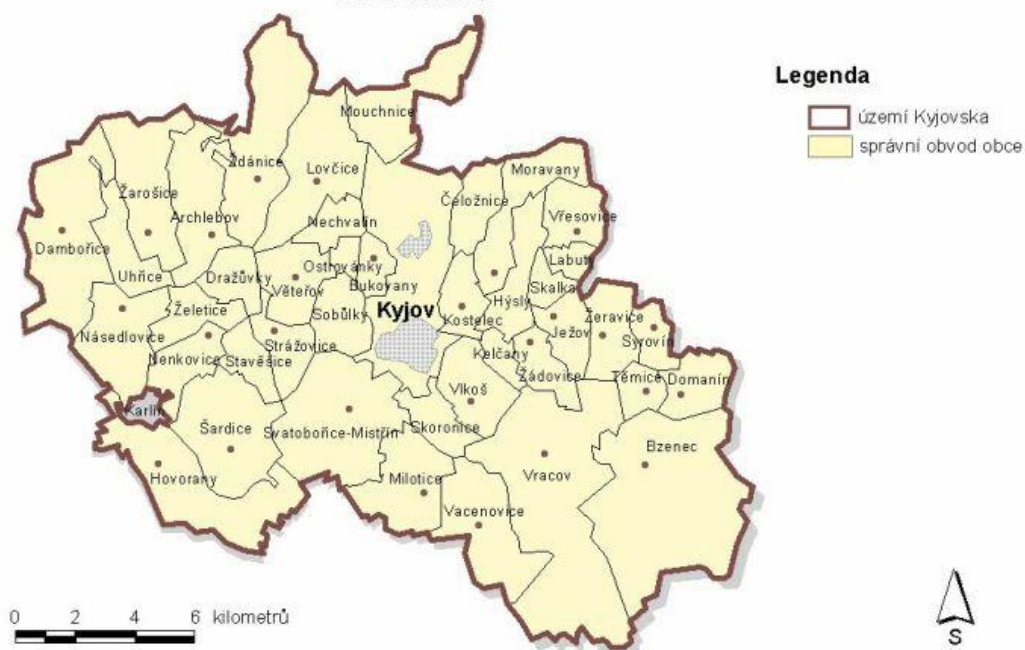 Legenda
území Kyjovska
správní obvod obce
Mouchnice
Ždánice
Lovčice
Moravany
Žarošice
Čeložnice
Archlebov
Nechvalín
Vřesovice
Dambořice
Ostrovánky
Labuty
Uhřice
Dražůvky
Věteřov
Bukovany
Skalka
Hýsly
Želetice
Sobůlky
Kyjov
Násedlovice
Kostelec
Ježov
Žeravice
Nenkovice
Stavěšice
Strážovice
Kelčany
Syrovín
Žádovice
Těmice
Domanín
Karlín
Vlkoš
Šardice
Svatobořice-Mistřín
Skoronice
Bzenec
Hovorany
Milotice
Vracov
Vacenovice
0 2 4 6 kilometrů
S